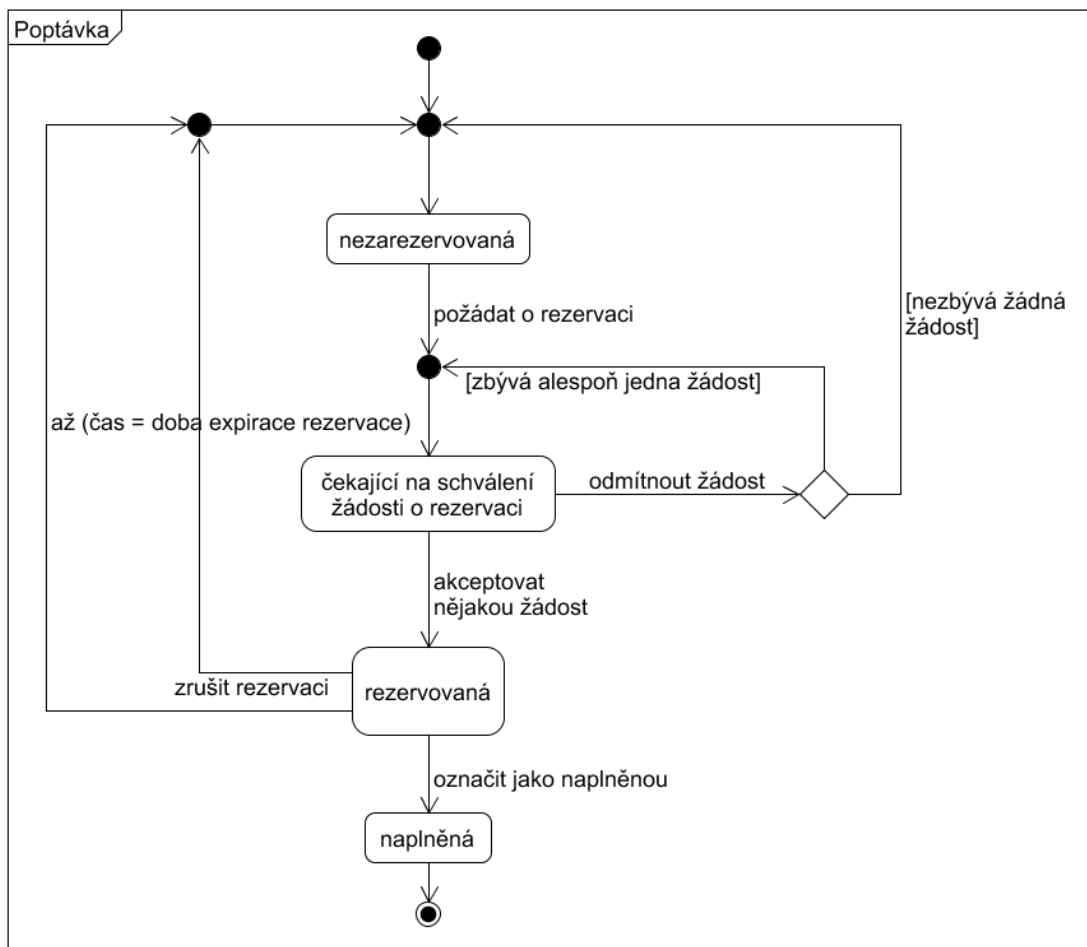 Poptávka
nezarezervovaná
[nezbývá žádná
žádost]
požádat o rezervaci
[zbývá alespoň jedna žádost]
až (čas = doba expirace rezervace)
čekající na schválení
žádosti o rezervaci
odmítnout žádost
akceptovat
nějakou žádost
zrušit rezervaci
rezervovaná
označit jako naplněnou
naplněná